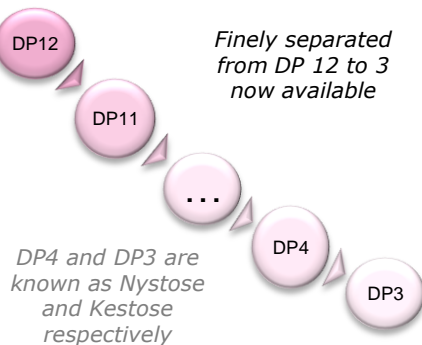 DP12
Finely separated
from DP 12 to 3
now available
DP11
...
DP4
DP4 and DP3 are
known as Nystose
and Kestose
respectively
DP3